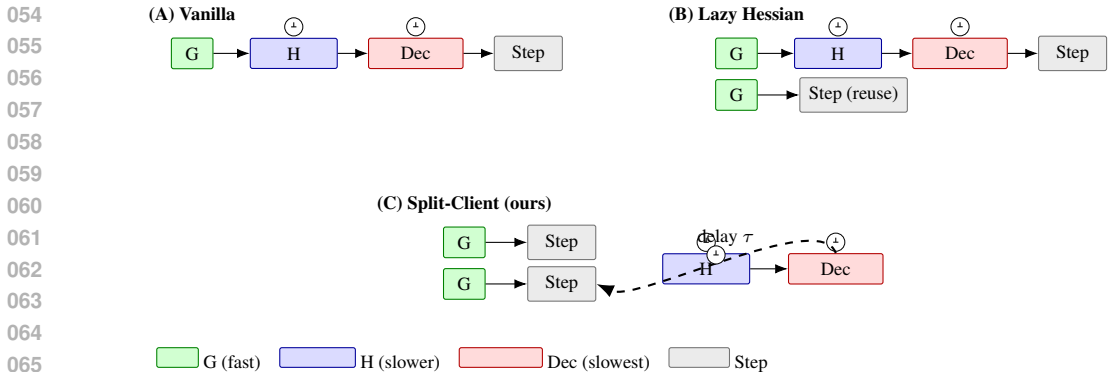 054
055
056
057
058
059
060
061
062
063
064
065
(A) Vanilla
G H Dec Step
(B) Lazy Hessian
G H Dec Step
G Step (reuse)
(C) Split-Client (ours)
G Step
G Step
delay τ
H Dec
G (fast) H (slower) Dec (slowest) Step